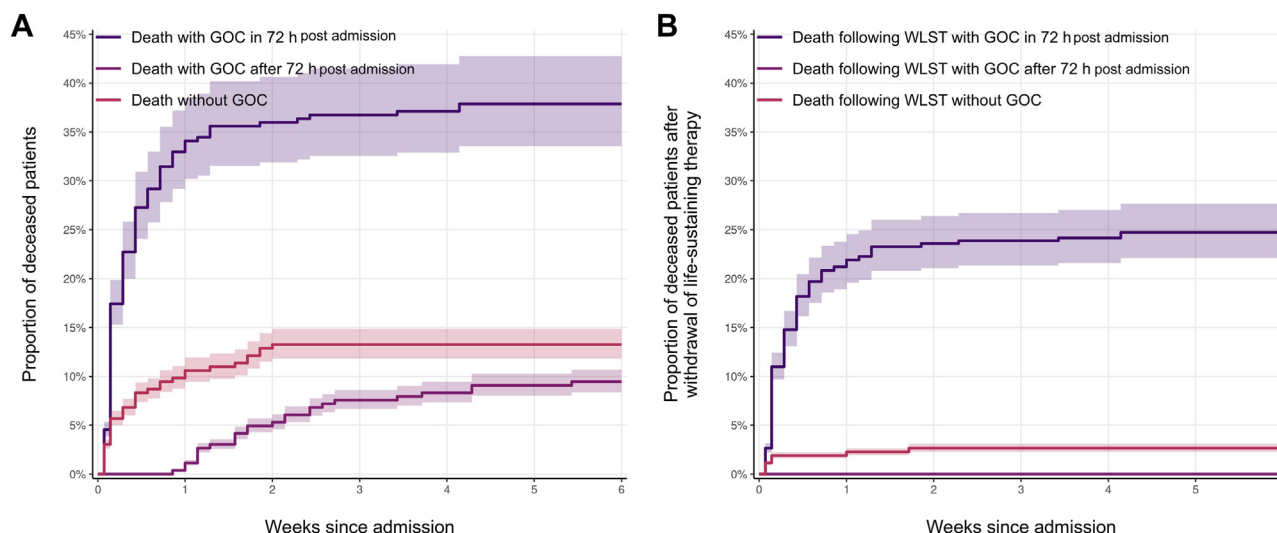 A
Proportion of deceased patients
45%
40%
35%
30%
25%
20%
15%
10%
5%
0%
Death with GOC in 72 h post admission
Death with GOC after 72 h post admission
Death without GOC
0 1 2 3 4 5 6
Weeks since admission
B
Proportion of deceased patients after
withdrawal of life-sustaining therapy
45%
40%
35%
30%
25%
20%
15%
10%
5%
0%
Death following WLST with GOC in 72 h post admission
Death following WLST with GOC after 72 h post admission
Death following WLST without GOC
0 1 2 3 4 5
Weeks since admission